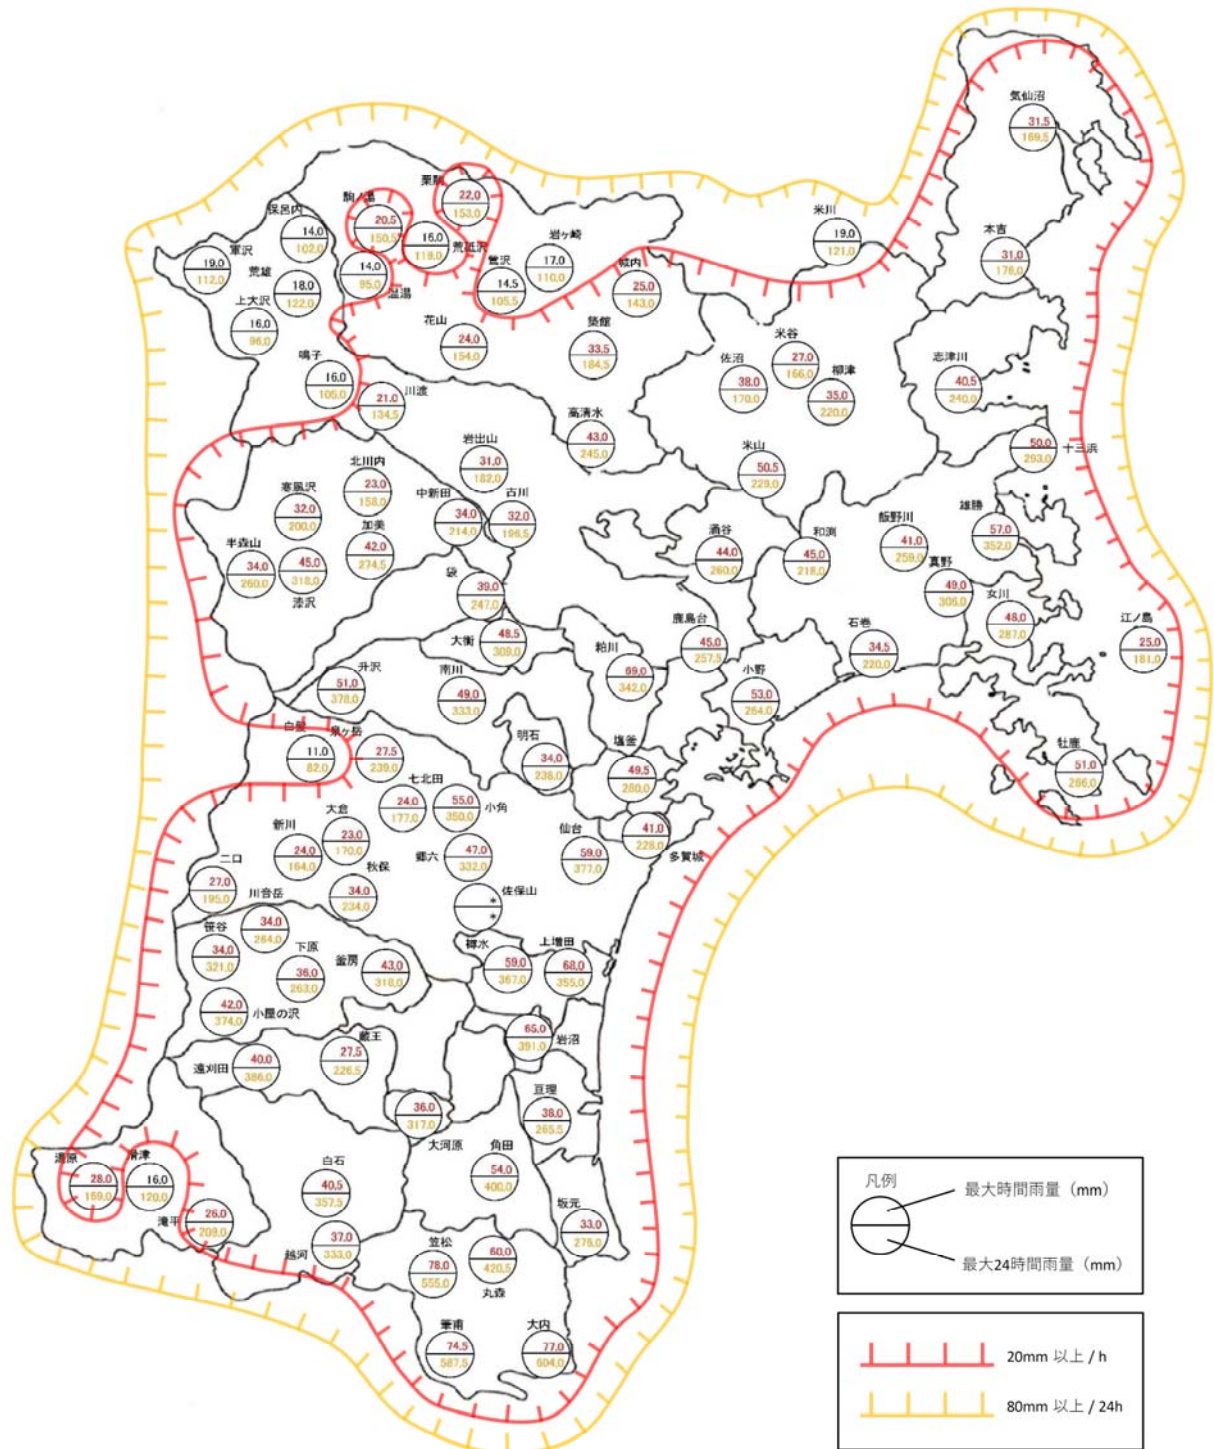 気仙沼
31.5
169.5
栗駒
22.0
153.0
駒ノ湯
20.5
150.5
保呂内
14.0
102.0
16.0
118.0
荒砥沢
米川
19.0
121.0
本吉
31.0
176.0
軍沢
19.0
112.0
荒雄
18.0
122.0
14.0
95.0
温湯
鶯沢
14.5
105.5
岩ヶ崎
17.0
110.0
城内
25.0
143.0
上大沢
16.0
96.0
花山
24.0
154.0
築館
33.5
184.5
米谷
27.0
166.0
佐沼
38.0
170.0
柳津
35.0
220.0
志津川
40.5
240.0
鳴子
16.0
105.0
21.0
134.5
川渡
高清水
43.0
245.0
50.0
293.0
十三浜
岩出山
31.0
182.0
米山
50.5
229.0
北川内
23.0
158.0
寒風沢
32.0
200.0
中新田
34.0
214.0
古川
32.0
196.5
雄勝
57.0
352.0
飯野川
41.0
259.0
和渕
45.0
218.0
涌谷
44.0
260.0
加美
42.0
274.5
半森山
34.0
260.0
45.0
318.0
漆沢
袋
39.0
247.0
真野
49.0
306.0
女川
48.0
287.0
江ノ島
25.0
181.0
大衡
48.5
309.0
鹿島台
45.0
257.5
石巻
34.5
220.0
粕川
69.0
342.0
小野
53.0
264.0
升沢
51.0
378.0
南川
49.0
333.0
白髪
11.0
82.0
泉ヶ岳
27.5
239.0
明石
34.0
238.0
塩釜
49.5
280.0
牡鹿
51.0
266.0
七北田
24.0
177.0
55.0
350.0
小角
大倉
23.0
170.0
新川
24.0
164.0
郷六
47.0
332.0
仙台
59.0
377.0
41.0
228.0
多賀城
二口
27.0
195.0
秋保
34.0
234.0
佐保山
*
*
川音岳
34.0
264.0
笹谷
34.0
321.0
下原
36.0
263.0
釜房
43.0
318.0
樽水
59.0
367.0
上増田
68.0
355.0
42.0
374.0
小屋の沢
65.0
391.0
岩沼
遠刈田
40.0
386.0
蔵王
27.5
226.5
36.0
317.0
大河原
亘理
38.0
265.5
湯原
28.0
169.0
滑津
16.0
120.0
滝平
26.0
209.0
白石
40.5
357.5
角田
54.0
400.0
坂元
33.0
276.0
越河
37.0
333.0
笠松
78.0
555.0
60.0
420.5
丸森
筆甫
74.5
587.5
大内
77.0
604.0
凡例
最大時間雨量（mm）
最大24時間雨量（mm）
20mm 以上 / h
80mm 以上 / 24h